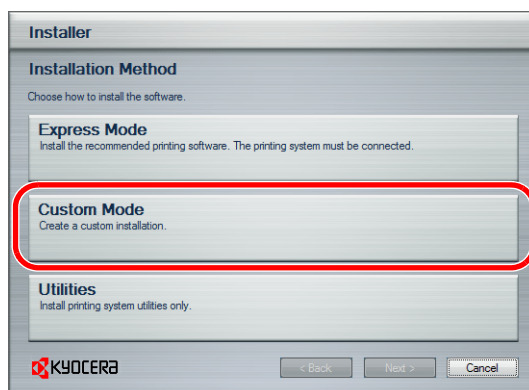 Installer
Installation Method
Choose how to install the software.
Express Mode
Install the recommended printing software. The printing system must be connected.
Custom Mode
Create a custom installation.
Utilities
Install printing system utilities only.
KYOCERA
< Back
Next >
Cancel